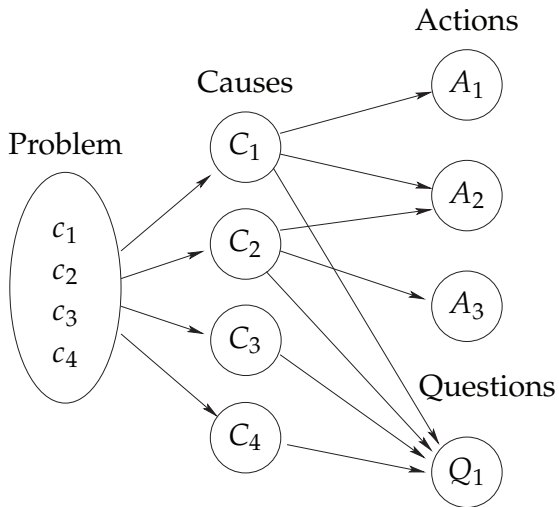 Actions
A₁
Causes
C₁
Problem
A₂
c₁
C₂
c₂
A₃
c₃
C₃
c₄
Questions
C₄
Q₁